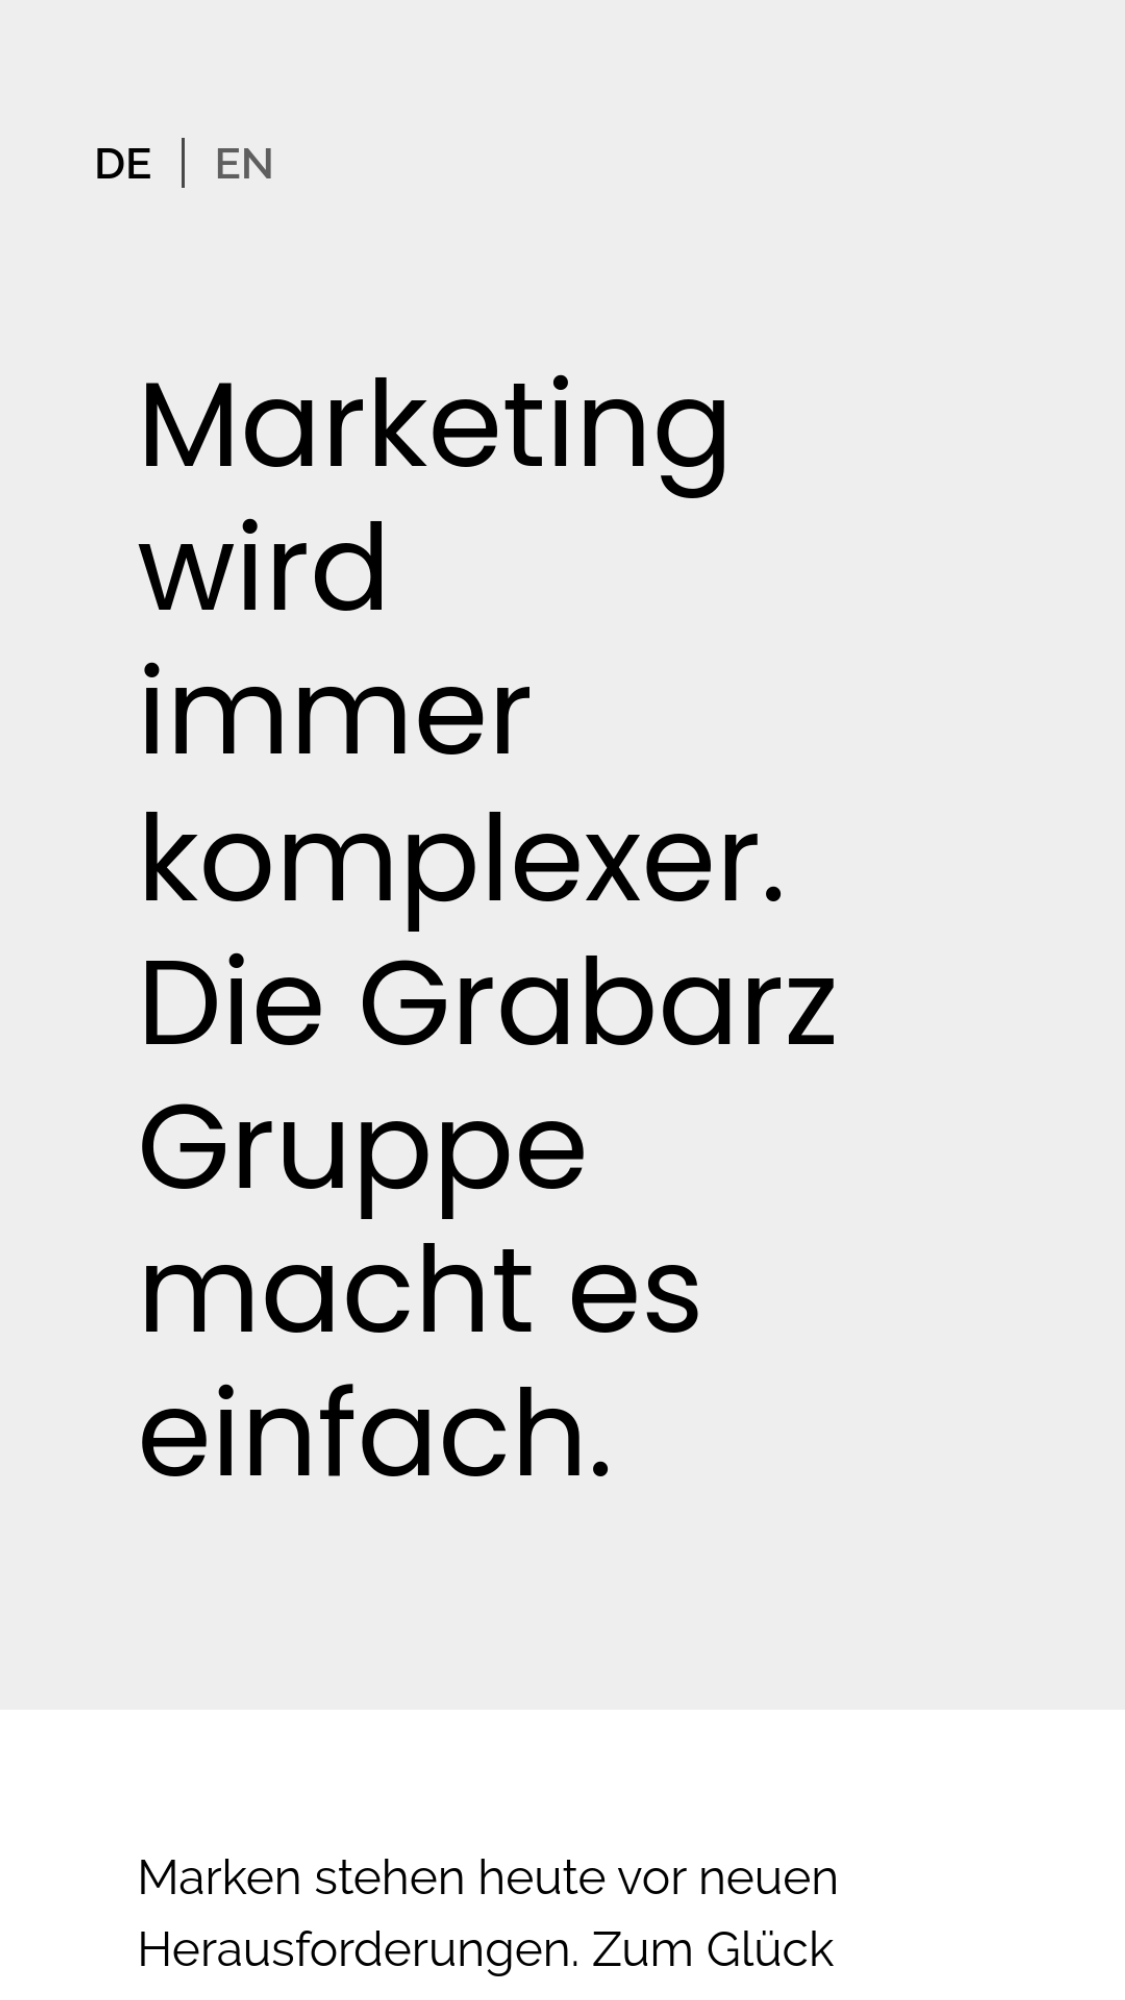 DE | EN
Marketing
wird
immer
komplexer.
Die Grabarz
Gruppe
macht es
einfach.
Marken stehen heute vor neuen
Herausforderungen. Zum Glück